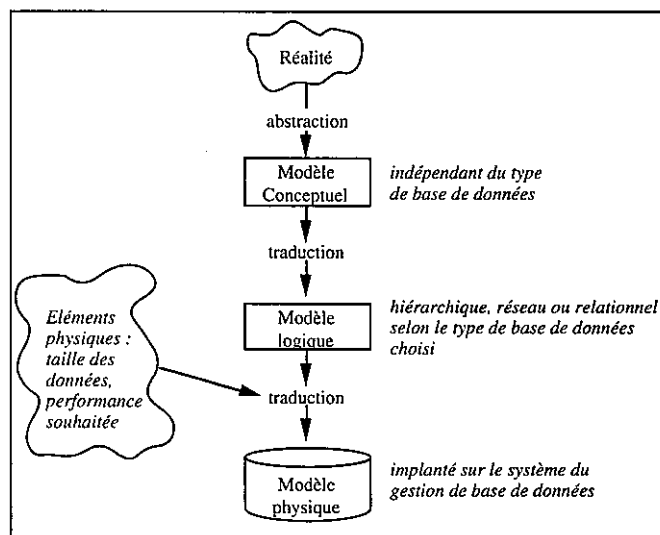 Réalité
abstraction
Modèle
Conceptuel
indépendant du type
de base de données
traduction
Modèle
logique
hiérarchique, réseau ou relationnel
selon le type de base de données
choisi
Eléments
physiques :
taille des
données,
performance
souhaitée
traduction
Modèle
physique
implanté sur le système du
gestion de base de données